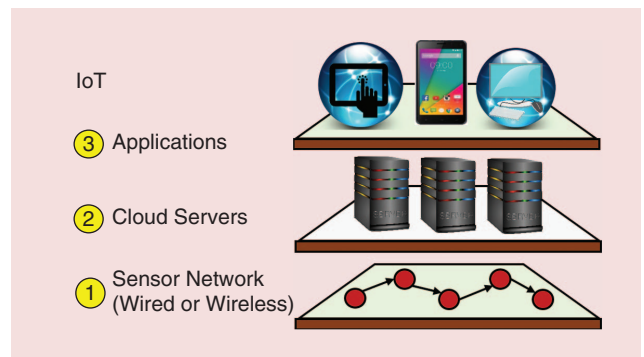 IoT
3 Applications
2 Cloud Servers
1 Sensor Network
(Wired or Wireless)